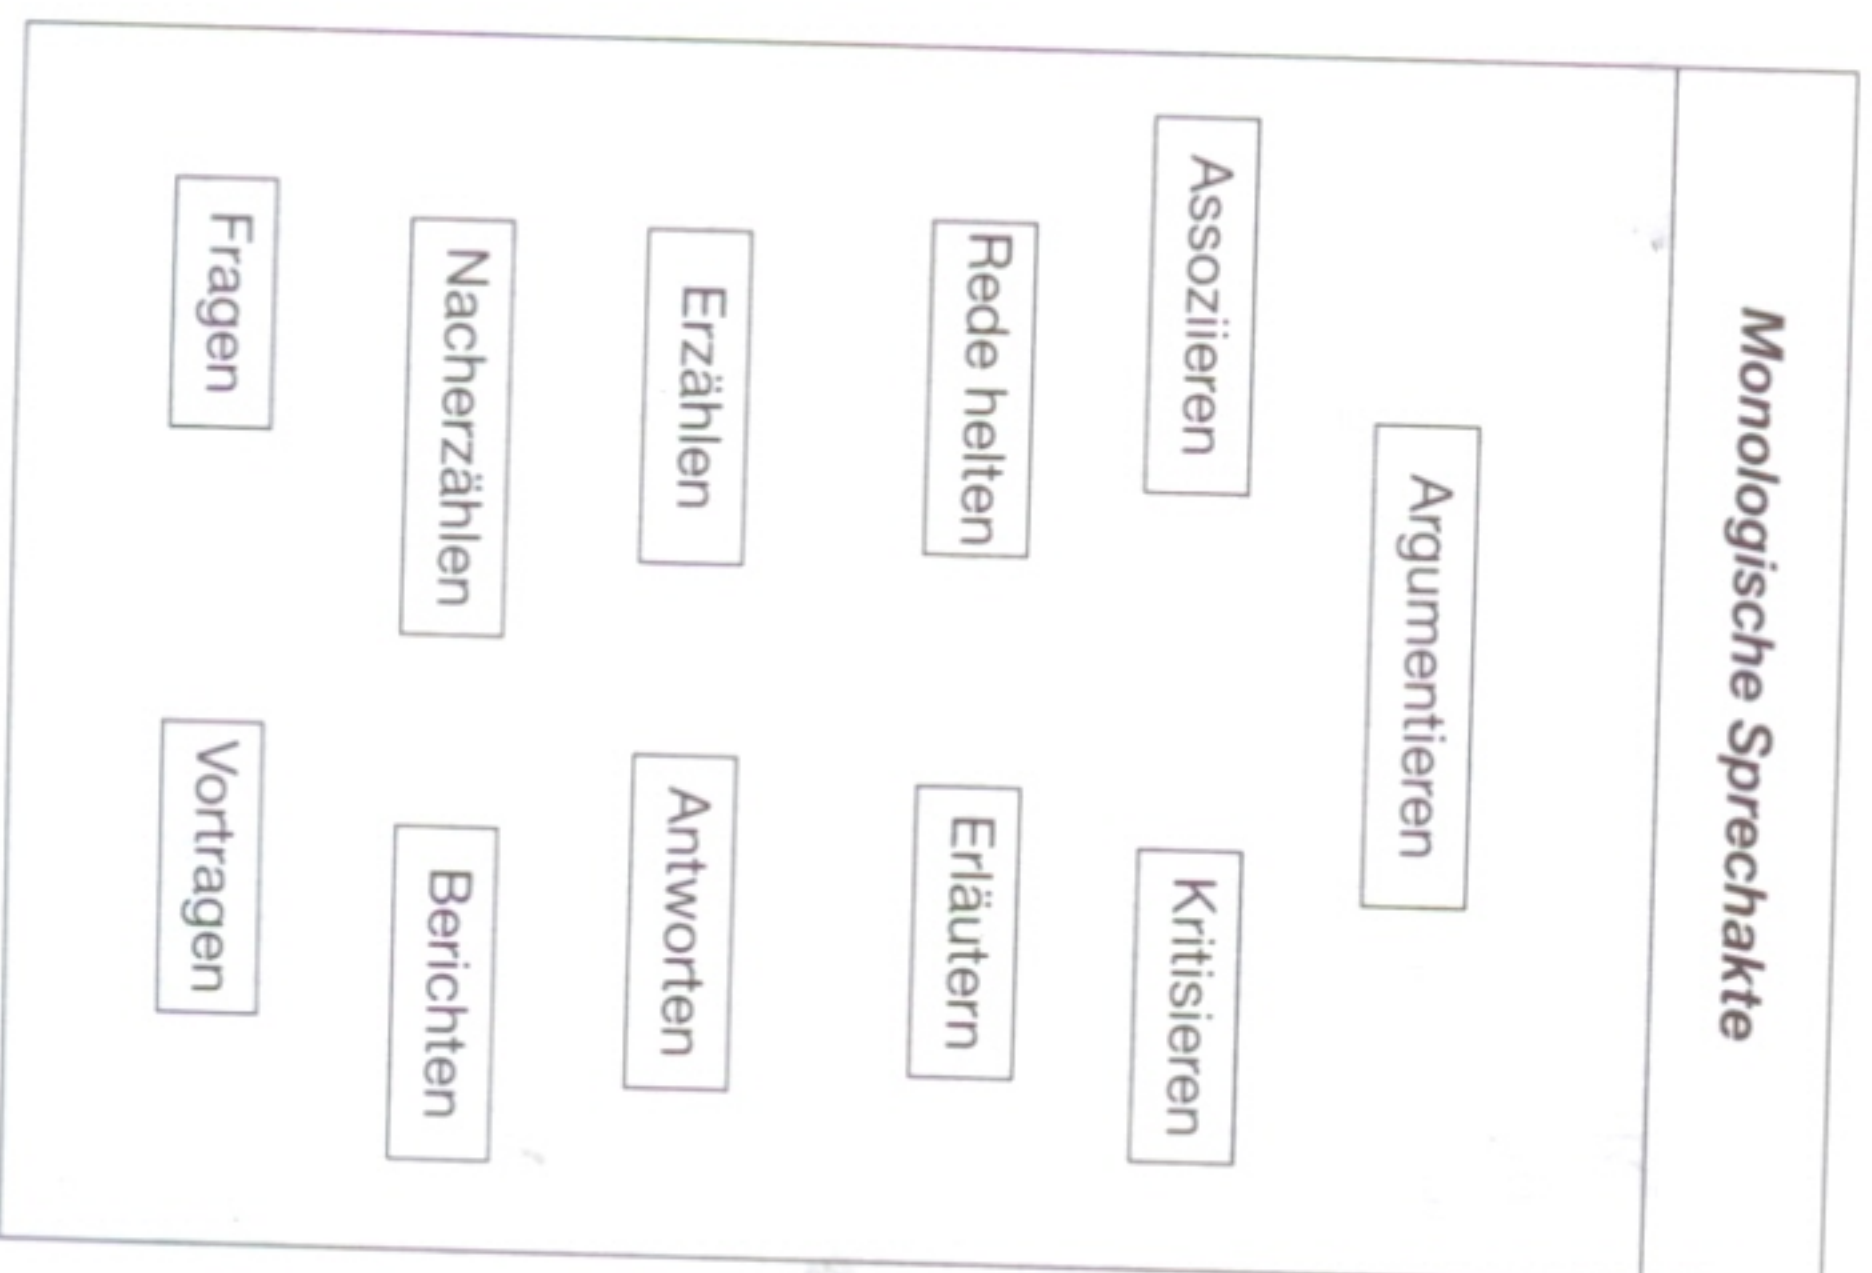 Monologische Sprechakte
Argumentieren
Assoziieren
Kritisieren
Rede helten
Erläutern
Erzählen
Antworten
Nacherzählen
Berichten
Fragen
Vortragen